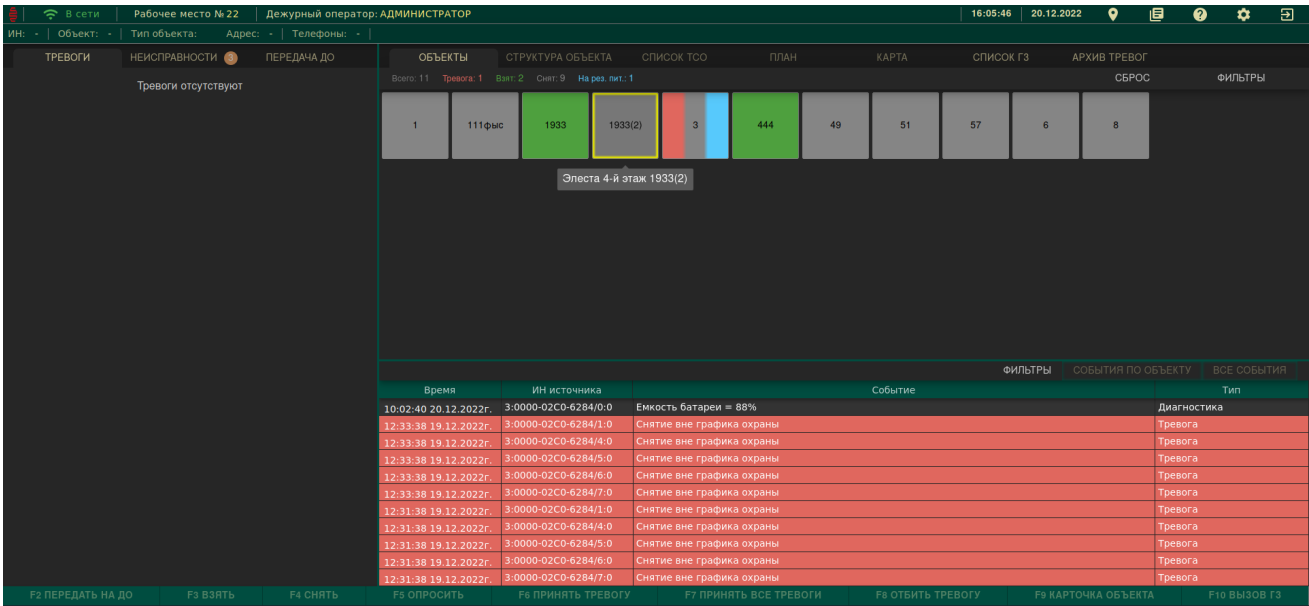 В сети Рабочее место № 22 Дежурный оператор: АДМИНИСТРАТОР 16:05:46 20.12.2022
ИН: - Объект: - Тип объекта: Адрес: - Телефоны: -
ТРЕВОГИ НЕИСПРАВНОСТИ 3 ПЕРЕДАЧА ДО
Тревоги отсутствуют
ОБЪЕКТЫ СТРУКТУРА ОБЪЕКТА СПИСОК ТСО ПЛАН КАРТА СПИСОК ГЗ АРХИВ ТРЕВОГ
Всего: 11 Тревога: 1 Взят: 2 Снят: 9 На рез. пит.: 1 СБРОС ФИЛЬТРЫ
1 111фыс 1933 1933(2) 3 444 49 51 57 6 8
Элеста 4-й этаж 1933(2)
ФИЛЬТРЫ СОБЫТИЯ ПО ОБЪЕКТУ ВСЕ СОБЫТИЯ
Время ИН источника Событие Тип
10:02:40 20.12.2022г. 3:0000-02C0-6284/0:0 Емкость батареи = 88% Диагностика
12:33:38 19.12.2022г. 3:0000-02C0-6284/1:0 Снятие вне графика охраны Тревога
12:33:38 19.12.2022г. 3:0000-02C0-6284/4:0 Снятие вне графика охраны Тревога
12:33:38 19.12.2022г. 3:0000-02C0-6284/5:0 Снятие вне графика охраны Тревога
12:33:38 19.12.2022г. 3:0000-02C0-6284/6:0 Снятие вне графика охраны Тревога
12:33:38 19.12.2022г. 3:0000-02C0-6284/7:0 Снятие вне графика охраны Тревога
12:31:38 19.12.2022г. 3:0000-02C0-6284/1:0 Снятие вне графика охраны Тревога
12:31:38 19.12.2022г. 3:0000-02C0-6284/4:0 Снятие вне графика охраны Тревога
12:31:38 19.12.2022г. 3:0000-02C0-6284/5:0 Снятие вне графика охраны Тревога
12:31:38 19.12.2022г. 3:0000-02C0-6284/6:0 Снятие вне графика охраны Тревога
12:31:38 19.12.2022г. 3:0000-02C0-6284/7:0 Снятие вне графика охраны Тревога
F2 ПЕРЕДАТЬ НА ДО F3 ВЗЯТЬ F4 СНЯТЬ F5 ОПРОСИТЬ F6 ПРИНЯТЬ ТРЕВОГУ F7 ПРИНЯТЬ ВСЕ ТРЕВОГИ F8 ОТБИТЬ ТРЕВОГУ F9 КАРТОЧКА ОБЪЕКТА F10 ВЫЗОВ ГЗ